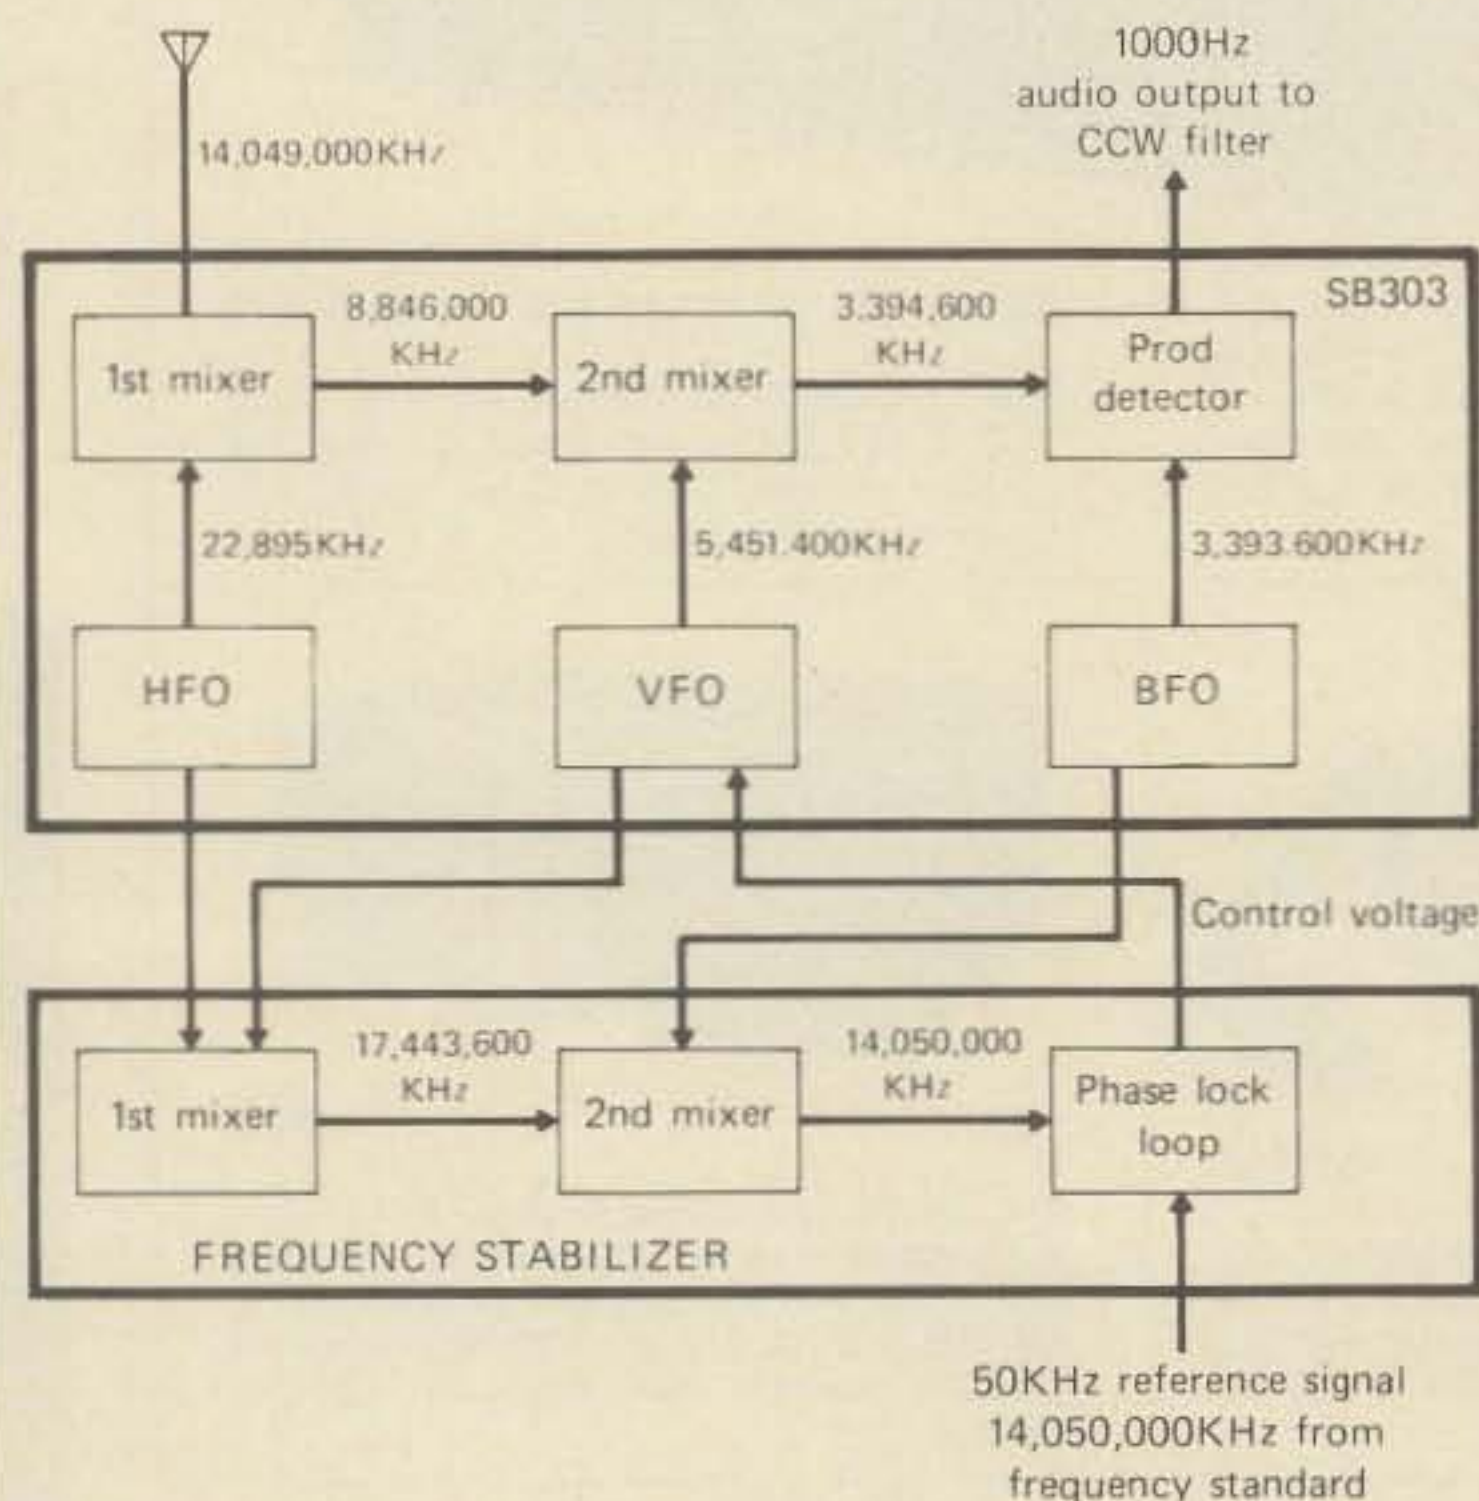 1000Hz
audio output to
CCW filter
14,049,000KHz
SB303
8,846,000
KHz
3.394,600
KHz
1st mixer
2nd mixer
Prod
detector
22,895KHz
5,451.400KHz
3,393.600KHz
HFO
VFO
BFO
Control voltage
17,443,600
KHz
14,050,000
KHz
1st mixer
2nd mixer
Phase lock
loop
FREQUENCY STABILIZER
50KHz reference signal
14,050,000KHz from
frequency standard